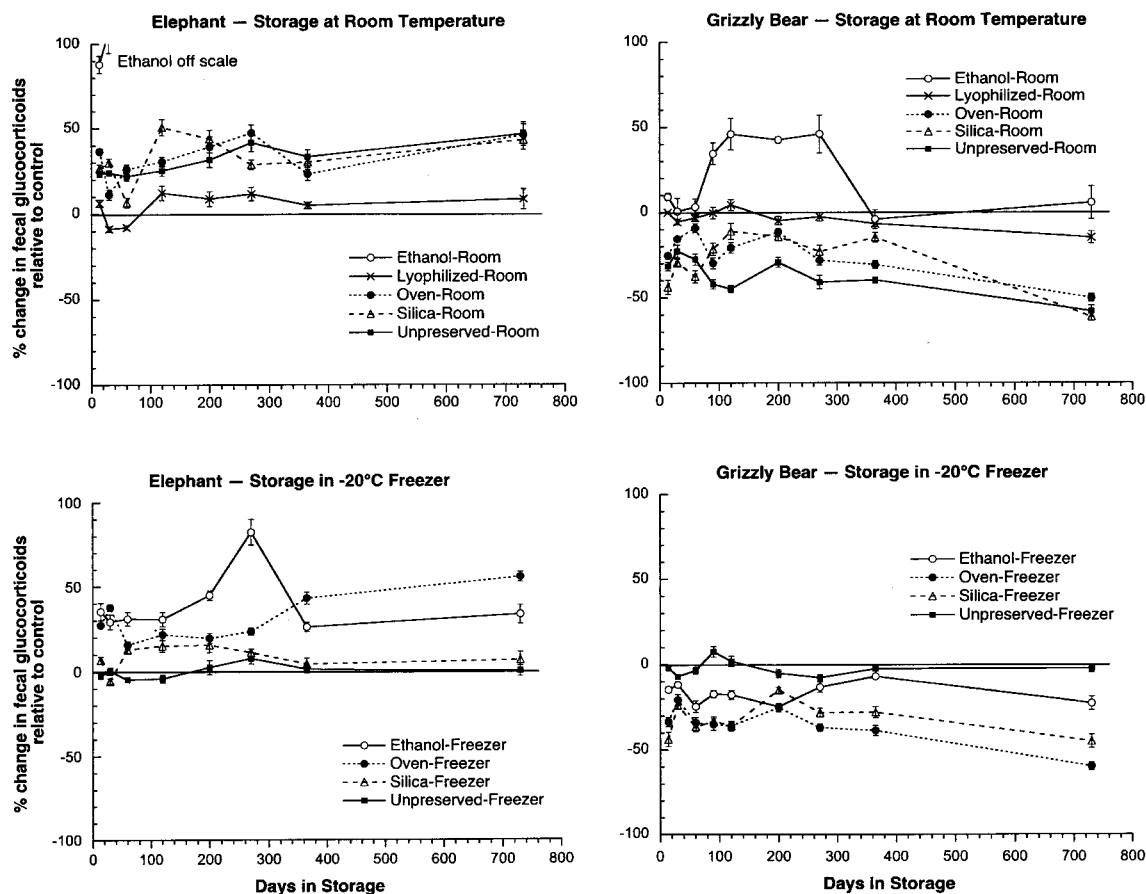 Elephant — Storage at Room Temperature
100
50
0
-50
-100
% change in fecal glucocorticoids
relative to control
Ethanol off scale
Ethanol-Room
Lyophilized-Room
Oven-Room
Silica-Room
Unpreserved-Room
0 100 200 300 400 500 600 700 800
Grizzly Bear — Storage at Room Temperature
100
50
0
-50
-100
Ethanol-Room
Lyophilized-Room
Oven-Room
Silica-Room
Unpreserved-Room
0 100 200 300 400 500 600 700 800
Elephant — Storage in -20°C Freezer
100
50
0
-50
-100
% change in fecal glucocorticoids
relative to control
Ethanol-Freezer
Oven-Freezer
Silica-Freezer
Unpreserved-Freezer
0 100 200 300 400 500 600 700 800
Days in Storage
Grizzly Bear — Storage in -20°C Freezer
100
50
0
-50
-100
Ethanol-Freezer
Oven-Freezer
Silica-Freezer
Unpreserved-Freezer
0 100 200 300 400 500 600 700 800
Days in Storage